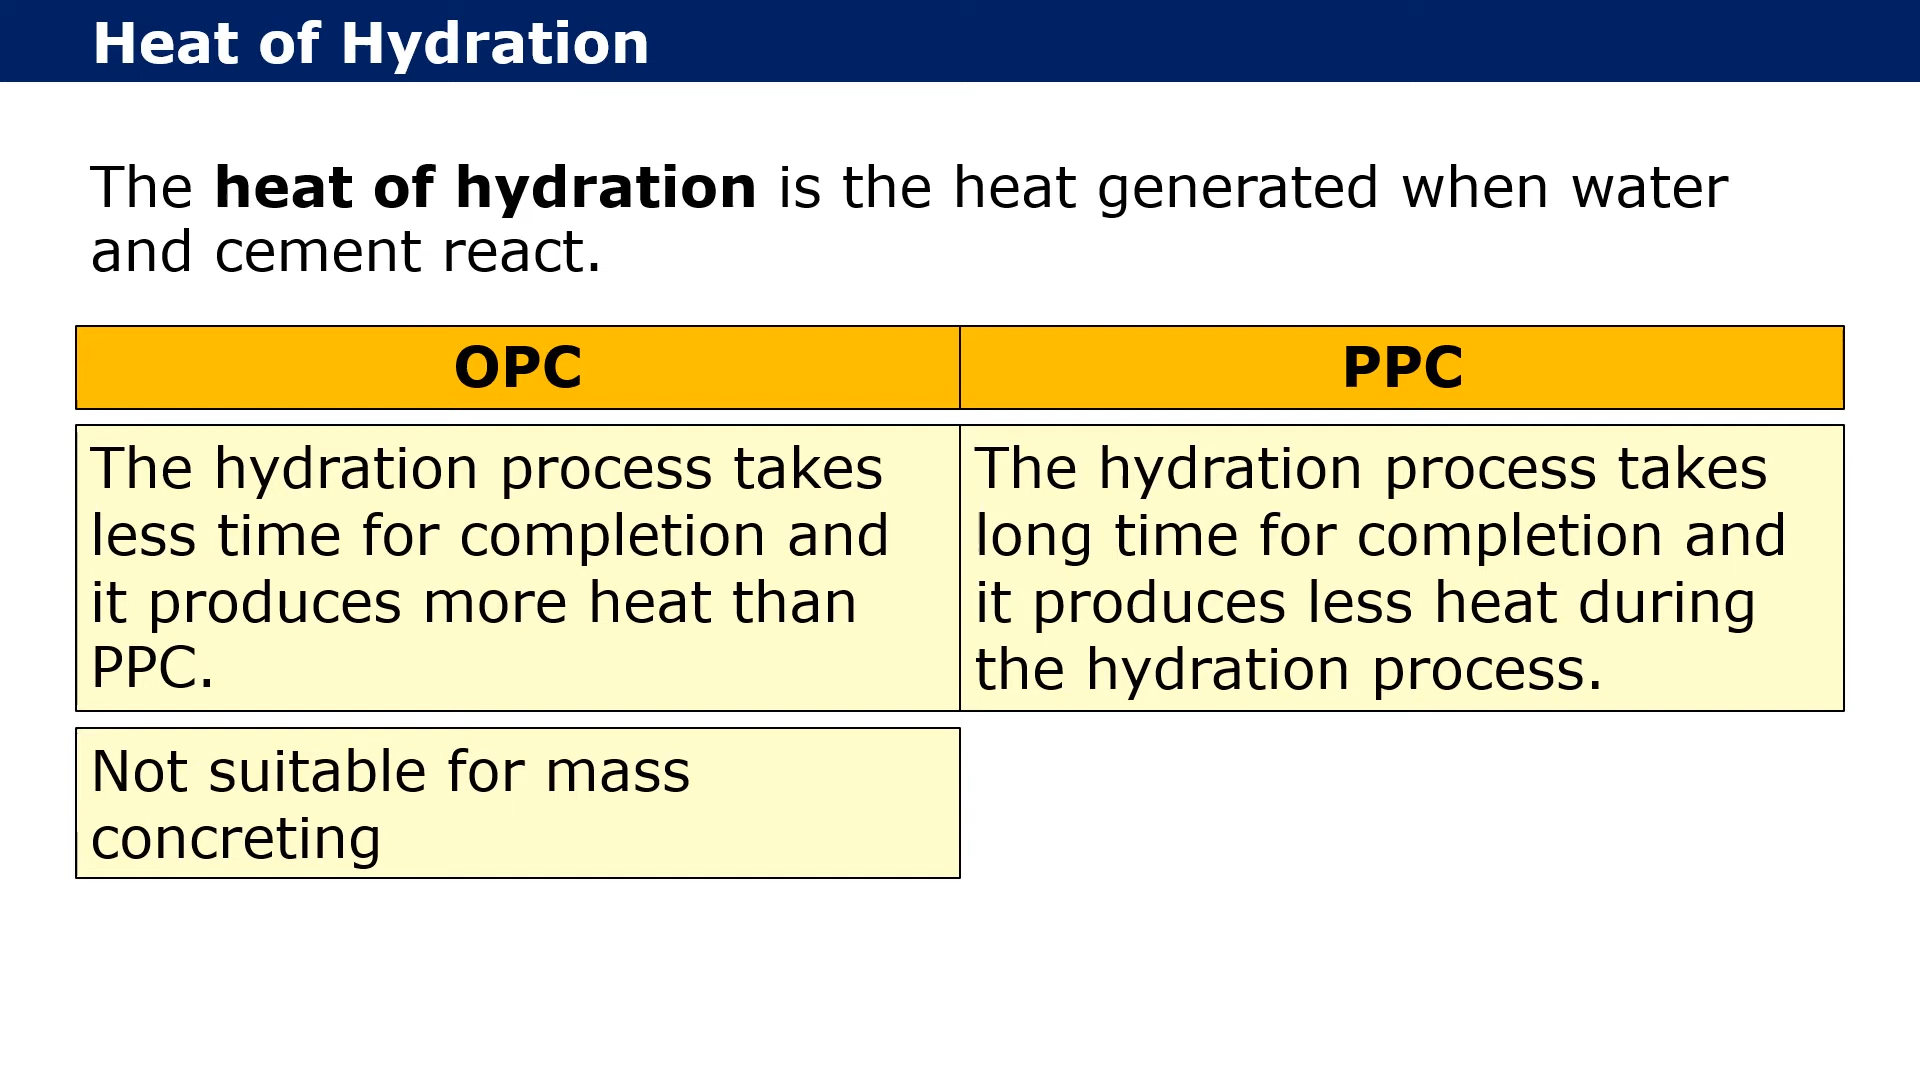 Heat of Hydration
The heat of hydration is the heat generated when water
and cement react.
OPC
PPC
The hydration process takes
less time for completion and
it produces more heat than
PPC.
The hydration process takes
long time for completion and
it produces less heat during
the hydration process.
Not suitable for mass
concreting